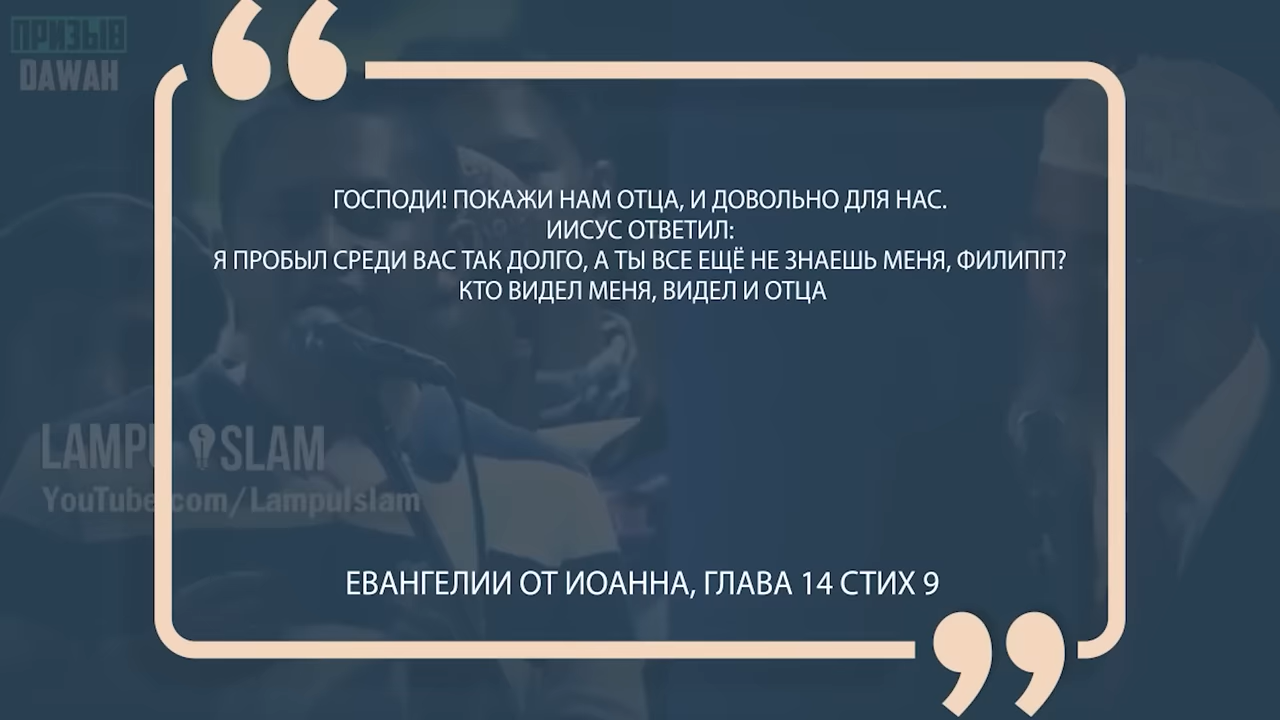 ПРИЗЫВ
DAWAH
ГОСПОДИ! ПОКАЖИ НАМ ОТЦА, И ДОВОЛЬНО ДЛЯ НАС.
ИИСУС ОТВЕТИЛ:
Я ПРОБЫЛ СРЕДИ ВАС ТАК ДОЛГО, А ТЫ ВСЕ ЕЩЁ НЕ ЗНАЕШЬ МЕНЯ, ФИЛИПП?
КТО ВИДЕЛ МЕНЯ, ВИДЕЛ И ОТЦА
LAMPU ISLAM
YouTube.com/LampuIslam
ЕВАНГЕЛИИ ОТ ИОАННА, ГЛАВА 14 СТИХ 9